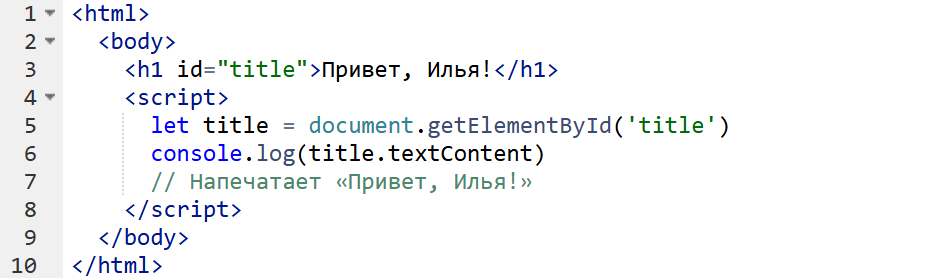 1 <html>
2 <body>
3 <h1 id="title">Привет, Илья!</h1>
4 <script>
5 let title = document.getElementById('title')
6 console.log(title.textContent)
7 // Напечатает «Привет, Илья!»
8 </script>
9 </body>
10 </html>